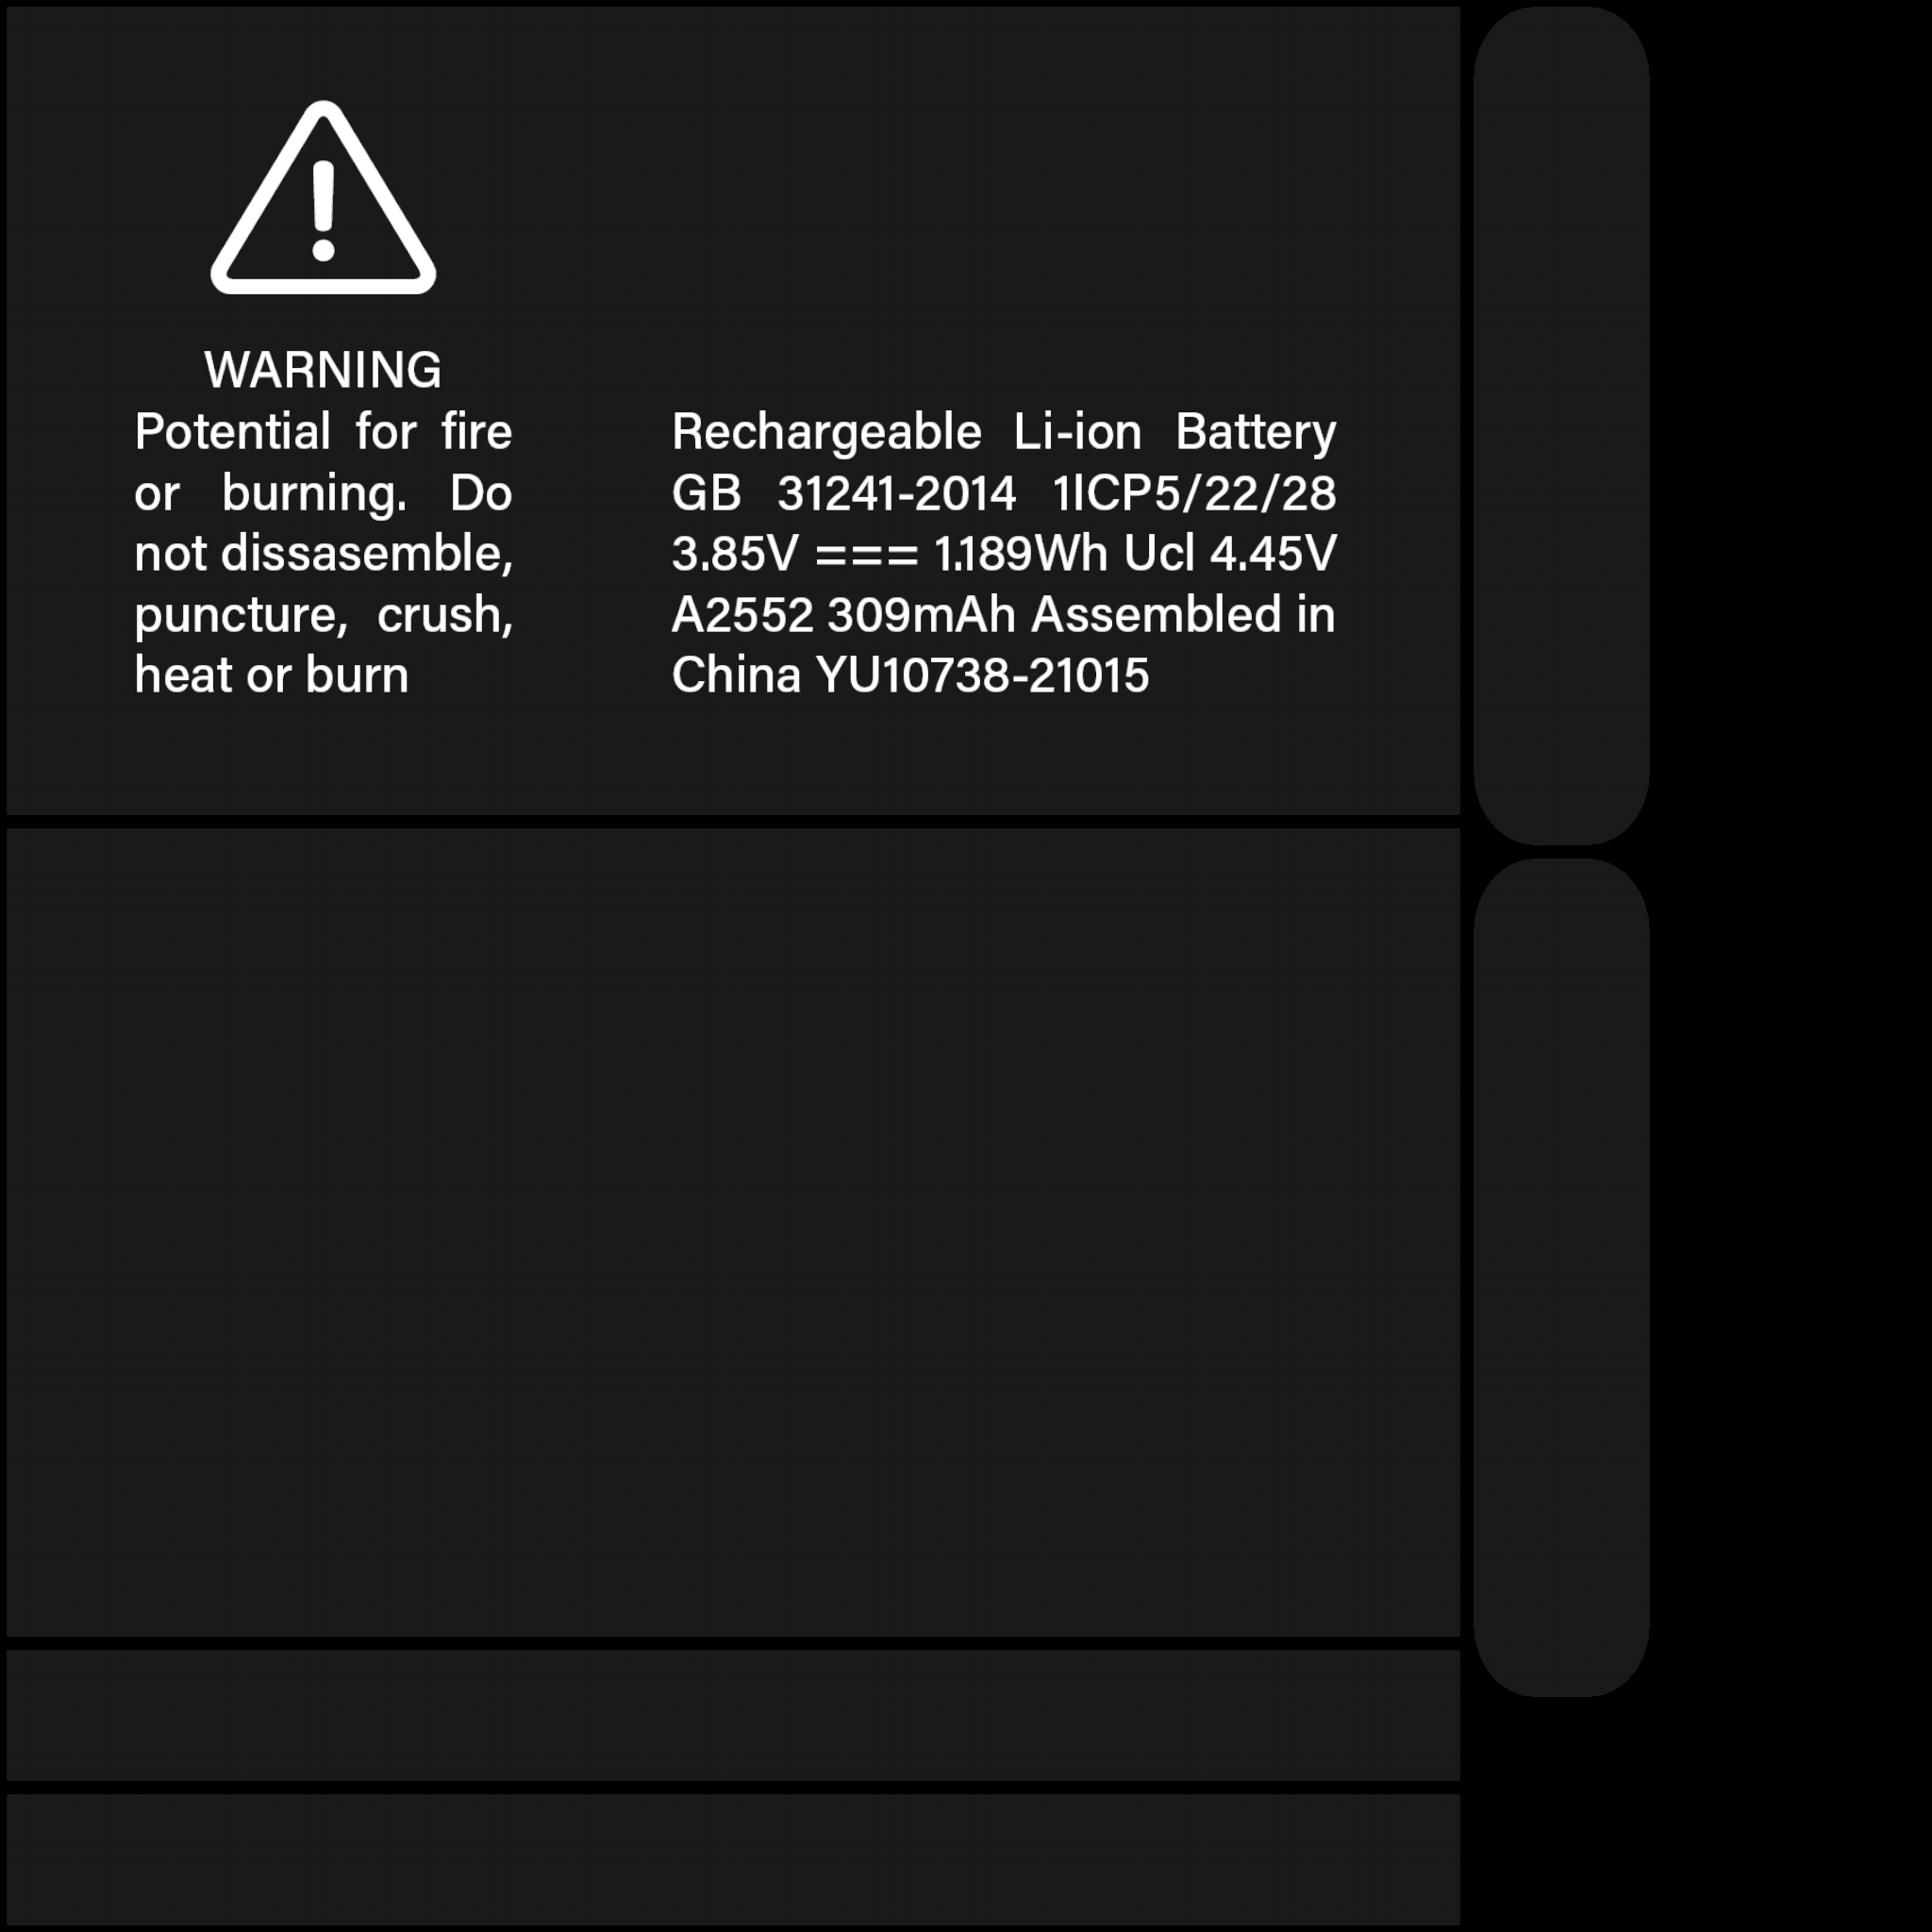 WARNING
Potential for fire
or burning. Do
not dissasemble,
puncture, crush,
heat or burn
Rechargeable Li-ion Battery
GB 31241-2014 1ICP5/22/28
3.85V === 1.189Wh Ucl 4.45V
A2552 309mAh Assembled in
China YU10738-21015